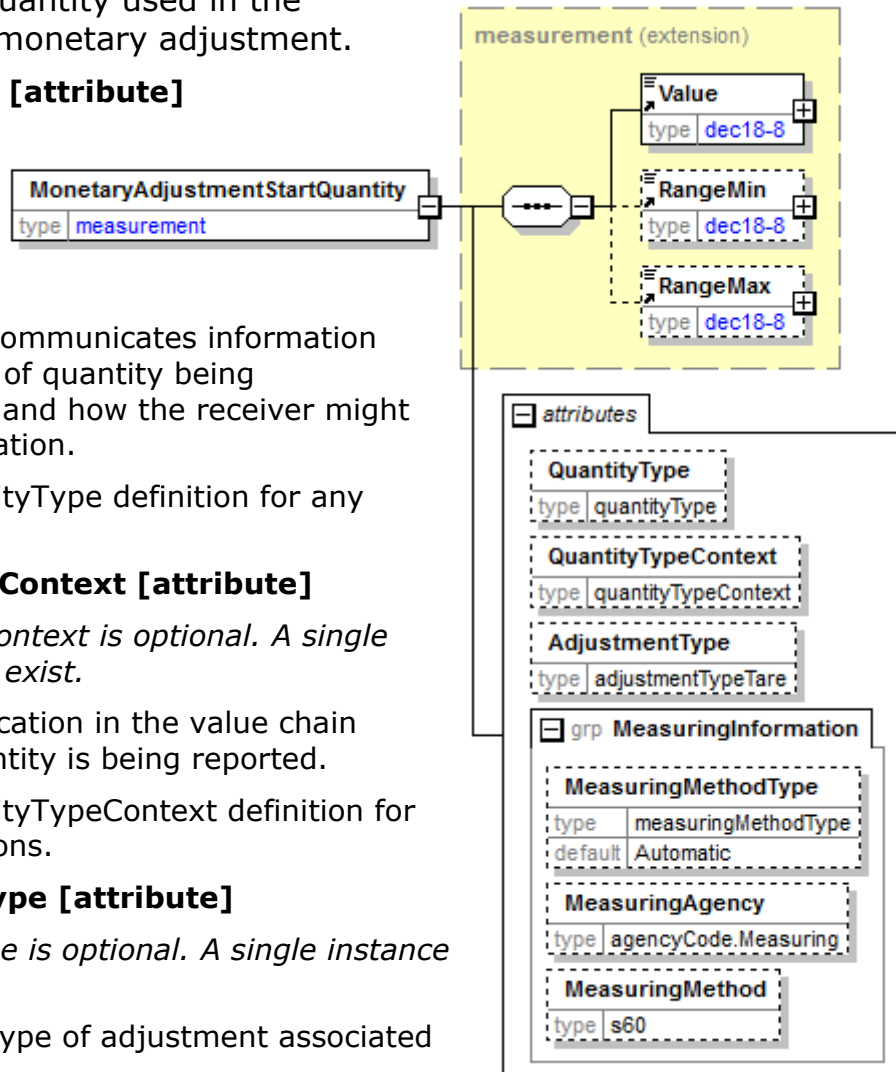 uantity used in the
monetary adjustment.
[attribute]
MonetaryAdjustmentStartQuantity
type measurement
ommunicates information
of quantity being
and how the receiver might
ation.
ityType definition for any
Context [attribute]
ontext is optional. A single
exist.
cation in the value chain
ntity is being reported.
ityTypeContext definition for
ons.
ype [attribute]
e is optional. A single instance
ype of adjustment associated
measurement (extension)
Value
type dec18-8
RangeMin
type dec18-8
RangeMax
type dec18-8
attributes
QuantityType
type quantityType
QuantityTypeContext
type quantityTypeContext
AdjustmentType
type adjustmentTypeTare
grp MeasuringInformation
MeasuringMethodType
type measuringMethodType
default Automatic
MeasuringAgency
type agencyCode.Measuring
MeasuringMethod
type s60